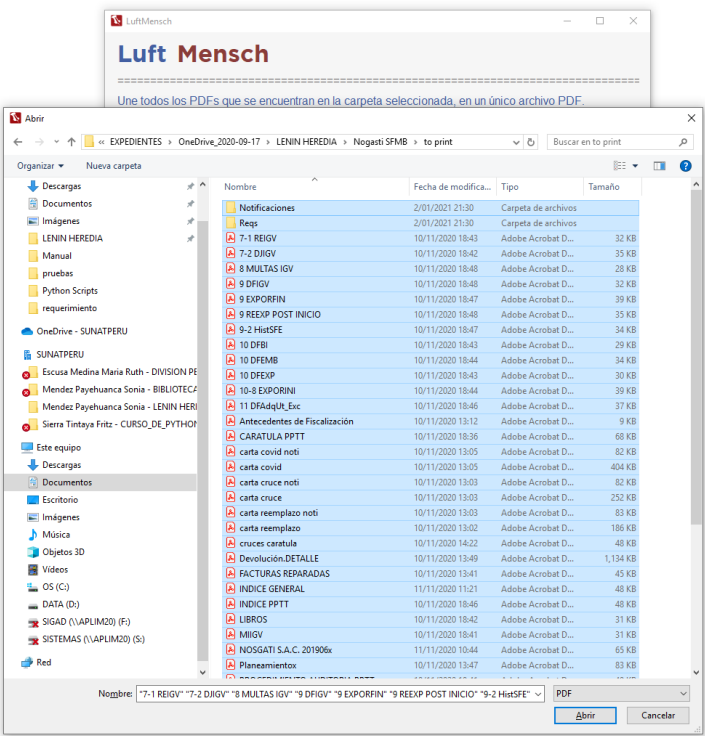 LuftMensch
Luft Mensch
================================================================================
Une todos los PDFs que se encuentran en la carpeta seleccionada, en un único archivo PDF.
Abrir
« EXPEDIENTES › OneDrive_2020-09-17 › LENIN HEREDIA › Nogasti SFMB › to print
Buscar en to print
Organizar Nueva carpeta
Descargas
Documentos
Imágenes
LENIN HEREDIA
Manual
pruebas
Python Scripts
requerimiento
OneDrive - SUNATPERU
SUNATPERU
Escusa Medina Maria Ruth - DIVISION PE
Mendez Payehuanca Sonia - BIBLIOTECA
Mendez Payehuanca Sonia - LENIN HERI
Sierra Tintaya Fritz - CURSO_DE_PYTHON
Este equipo
Descargas
Documentos
Escritorio
Imágenes
Música
Objetos 3D
Vídeos
OS (C:)
DATA (D:)
SIGAD (\\APLIM20) (F:)
SISTEMAS (\\APLIM20) (S:)
Red
Nombre Fecha de modifica... Tipo Tamaño
Notificaciones 2/01/2021 21:30 Carpeta de archivos
Reqs 2/01/2021 21:30 Carpeta de archivos
7-1 REIGV 10/11/2020 18:43 Adobe Acrobat D... 32 KB
7-2 DJIGV 10/11/2020 18:42 Adobe Acrobat D... 35 KB
8 MULTAS IGV 10/11/2020 18:48 Adobe Acrobat D... 28 KB
9 DFIGV 10/11/2020 18:48 Adobe Acrobat D... 32 KB
9 EXPORFIN 10/11/2020 18:47 Adobe Acrobat D... 39 KB
9 REEXP POST INICIO 10/11/2020 18:48 Adobe Acrobat D... 35 KB
9-2 HistSFE 10/11/2020 18:47 Adobe Acrobat D... 34 KB
10 DFBI 10/11/2020 18:43 Adobe Acrobat D... 29 KB
10 DFEMB 10/11/2020 18:44 Adobe Acrobat D... 34 KB
10 DFEXP 10/11/2020 18:43 Adobe Acrobat D... 30 KB
10-8 EXPORINI 10/11/2020 18:44 Adobe Acrobat D... 39 KB
11 DFAdqUt_Exc 10/11/2020 18:46 Adobe Acrobat D... 37 KB
Antecedentes de Fiscalización 10/11/2020 13:12 Adobe Acrobat D... 9 KB
CARATULA PPTT 10/11/2020 18:36 Adobe Acrobat D... 68 KB
carta covid noti 10/11/2020 13:05 Adobe Acrobat D... 82 KB
carta covid 10/11/2020 13:05 Adobe Acrobat D... 404 KB
carta cruce noti 10/11/2020 13:03 Adobe Acrobat D... 82 KB
carta cruce 10/11/2020 13:03 Adobe Acrobat D... 252 KB
carta reemplazo noti 10/11/2020 13:03 Adobe Acrobat D... 83 KB
carta reemplazo 10/11/2020 13:02 Adobe Acrobat D... 186 KB
cruces caratula 10/11/2020 14:22 Adobe Acrobat D... 48 KB
Devolución.DETALLE 10/11/2020 13:49 Adobe Acrobat D... 1,134 KB
FACTURAS REPARADAS 10/11/2020 13:41 Adobe Acrobat D... 45 KB
INDICE GENERAL 11/11/2020 11:21 Adobe Acrobat D... 48 KB
INDICE PPTT 10/11/2020 18:46 Adobe Acrobat D... 48 KB
LIBROS 10/11/2020 18:42 Adobe Acrobat D... 31 KB
MIIGV 10/11/2020 18:41 Adobe Acrobat D... 31 KB
NOSGATI S.A.C. 201906x 11/11/2020 10:44 Adobe Acrobat D... 65 KB
Planeamientox 10/11/2020 13:47 Adobe Acrobat D... 83 KB
Nombre: "7-1 REIGV" "7-2 DJIGV" "8 MULTAS IGV" "9 DFIGV" "9 EXPORFIN" "9 REEXP POST INICIO" "9-2 HistSFE" PDF
Abrir Cancelar